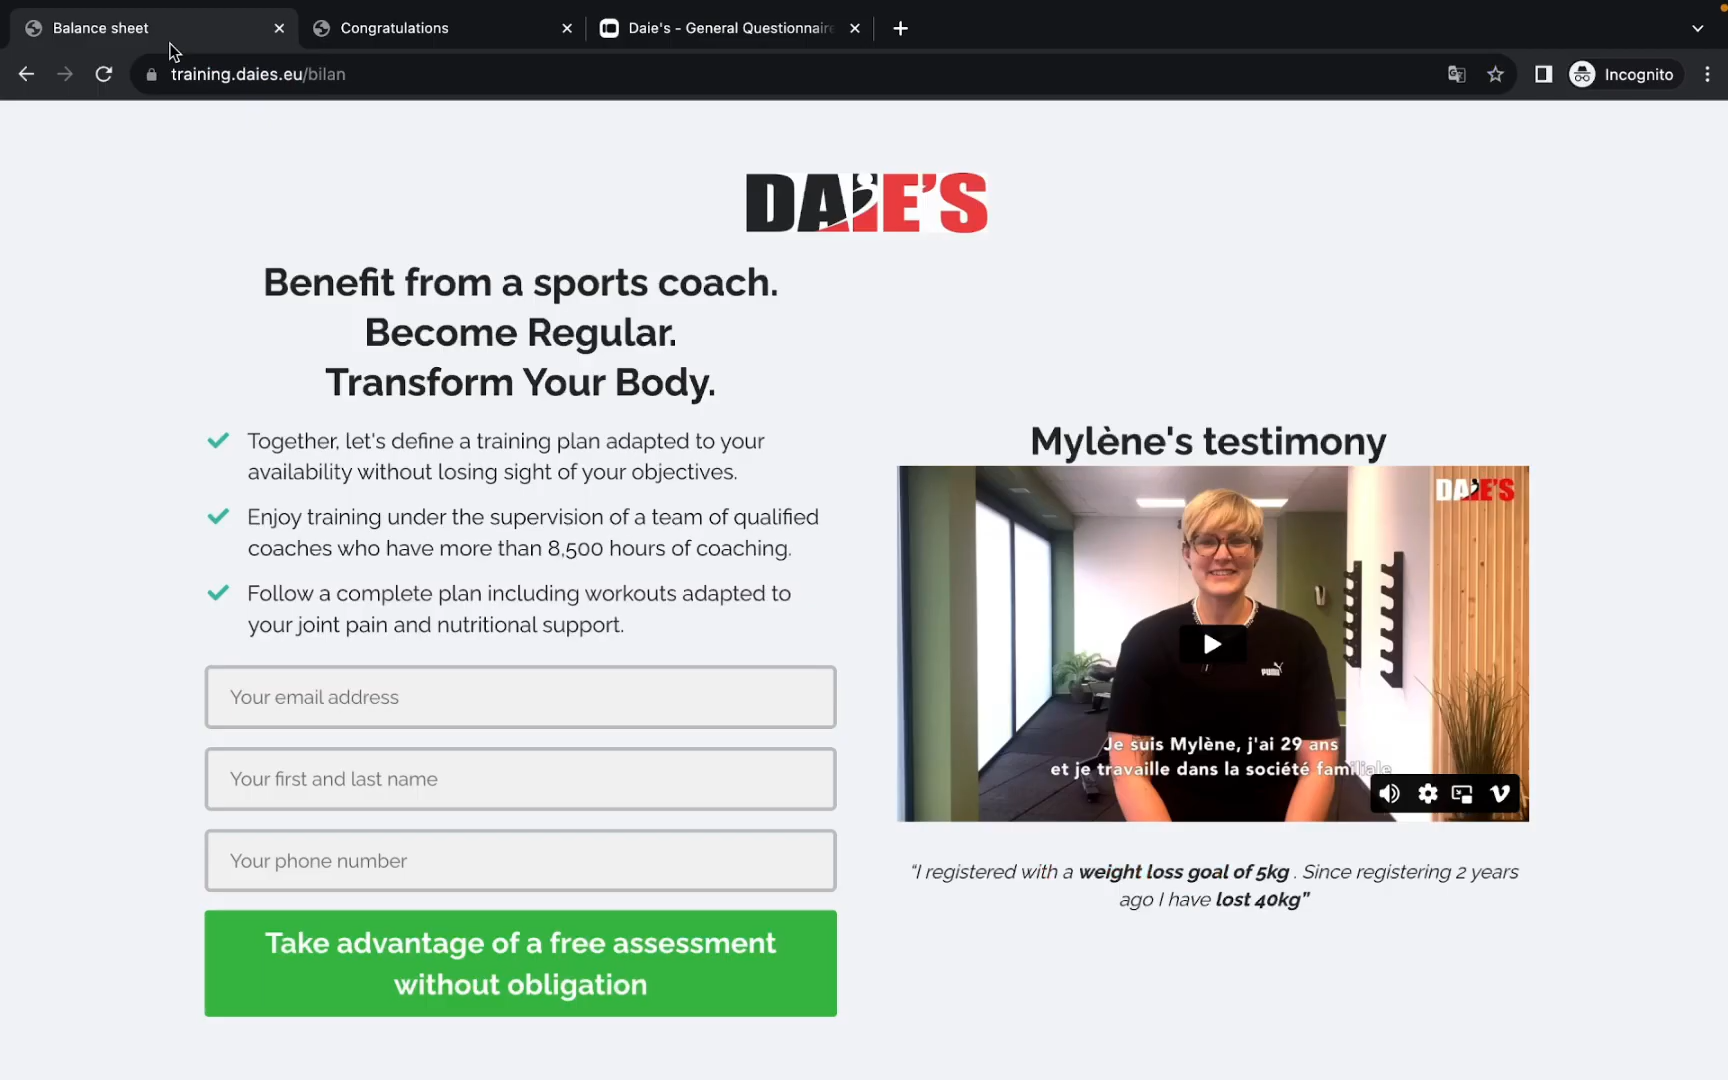 Balance sheet
Congratulations
Daie's - General Questionnaire
training.daies.eu/bilan
Incognito
DAIE'S
Benefit from a sports coach.
Become Regular.
Transform Your Body.
Together, let's define a training plan adapted to your
availability without losing sight of your objectives.
Enjoy training under the supervision of a team of qualified
coaches who have more than 8,500 hours of coaching.
Follow a complete plan including workouts adapted to
your joint pain and nutritional support.
Your email address
Your first and last name
Your phone number
Take advantage of a free assessment
without obligation
Mylène's testimony
DAIE'S
PUMA
Je suis Mylène, j'ai 29 ans
et je travaille dans la société familiale
“I registered with a weight loss goal of 5kg . Since registering 2 years
ago I have lost 40kg”